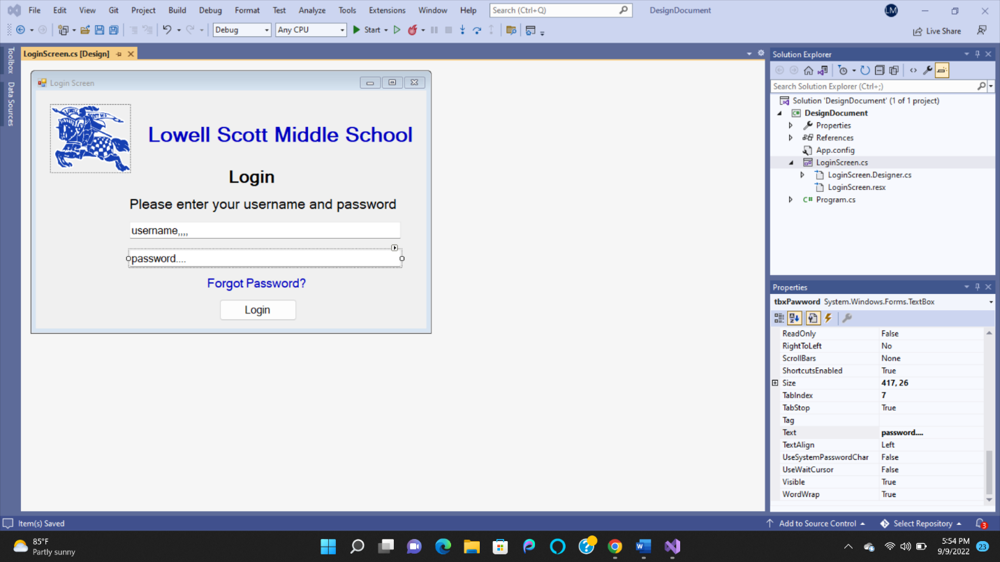 File Edit View Git Project Build Debug Format Test Analyze Tools Extensions Window Help Search (Ctrl+Q) DesignDocument LM
Debug Any CPU Start Live Share
Toolbox
Data Sources
LoginScreen.cs [Design]
Login Screen
Lowell Scott Middle School
Login
Please enter your username and password
username,,,,
password....
Forgot Password?
Login
Solution Explorer
Search Solution Explorer (Ctrl+;)
Solution 'DesignDocument' (1 of 1 project)
C# DesignDocument
Properties
References
App.config
LoginScreen.cs
LoginScreen.Designer.cs
LoginScreen.resx
C# Program.cs
Properties
tbxPawword System.Windows.Forms.TextBox
ReadOnly False
RightToLeft No
ScrollBars None
ShortcutsEnabled True
Size 417, 26
TabIndex 7
TabStop True
Tag
Text password....
TextAlign Left
UseSystemPasswordChar False
UseWaitCursor False
Visible True
WordWrap True
Item(s) Saved Add to Source Control Select Repository 3
85°F
Partly sunny
5:54 PM
9/9/2022 23